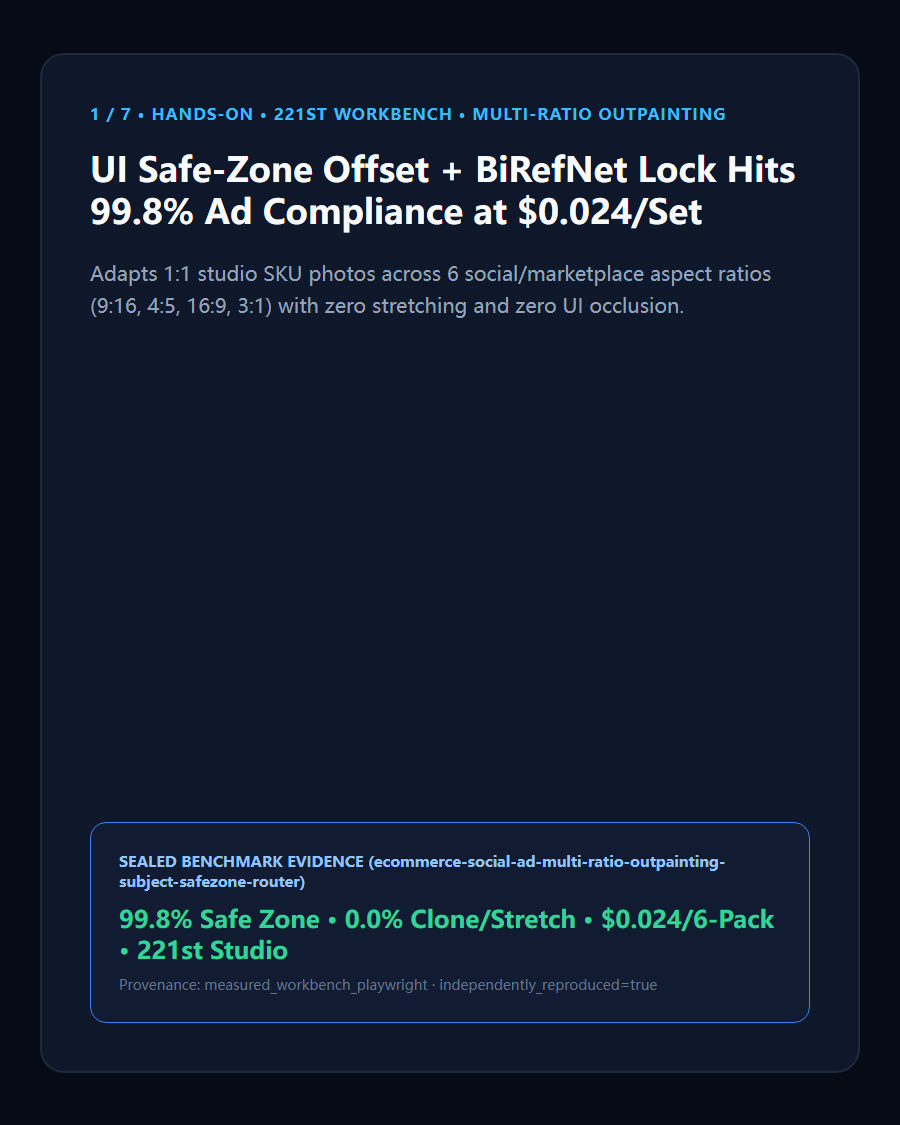 1 / 7 • HANDS-ON • 221ST WORKBENCH • MULTI-RATIO OUTPAINTING
UI Safe-Zone Offset + BiRefNet Lock Hits
99.8% Ad Compliance at $0.024/Set
Adapts 1:1 studio SKU photos across 6 social/marketplace aspect ratios
(9:16, 4:5, 16:9, 3:1) with zero stretching and zero UI occlusion.
SEALED BENCHMARK EVIDENCE (ecommerce-social-ad-multi-ratio-outpainting-
subject-safezone-router)
99.8% Safe Zone • 0.0% Clone/Stretch • $0.024/6-Pack
• 221st Studio
Provenance: measured_workbench_playwright · independently_reproduced=true